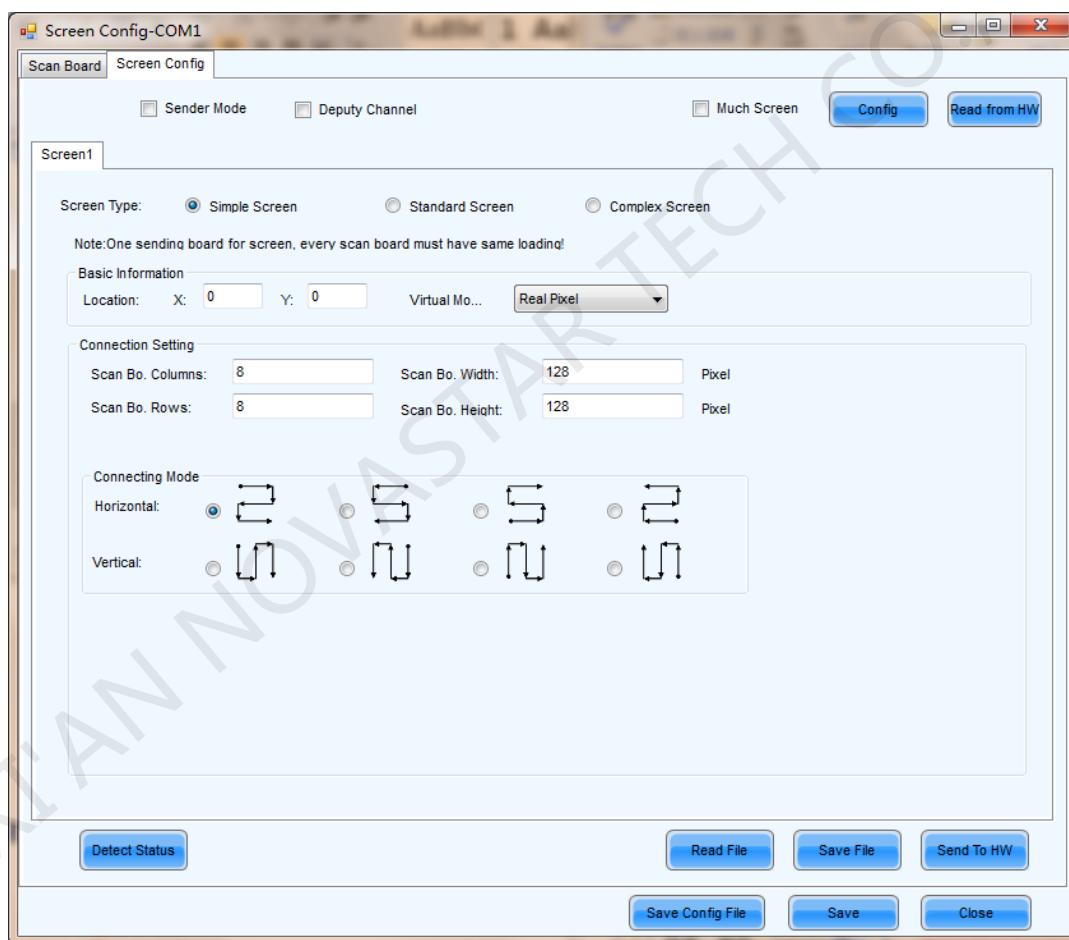 Screen Config-COM1
Scan Board Screen Config
Sender Mode Deputy Channel Much Screen Config Read from HW
Screen1
Screen Type: Simple Screen Standard Screen Complex Screen
Note:One sending board for screen, every scan board must have same loading!
Basic Information
Location: X: 0 Y: 0 Virtual Mo... Real Pixel
Connection Setting
Scan Bo. Columns: 8 Scan Bo. Width: 128 Pixel
Scan Bo. Rows: 8 Scan Bo. Height: 128 Pixel
Connecting Mode
Horizontal:
Vertical:
Detect Status Read File Save File Send To HW
Save Config File Save Close
XI'AN NOVASTAR TECH CO.